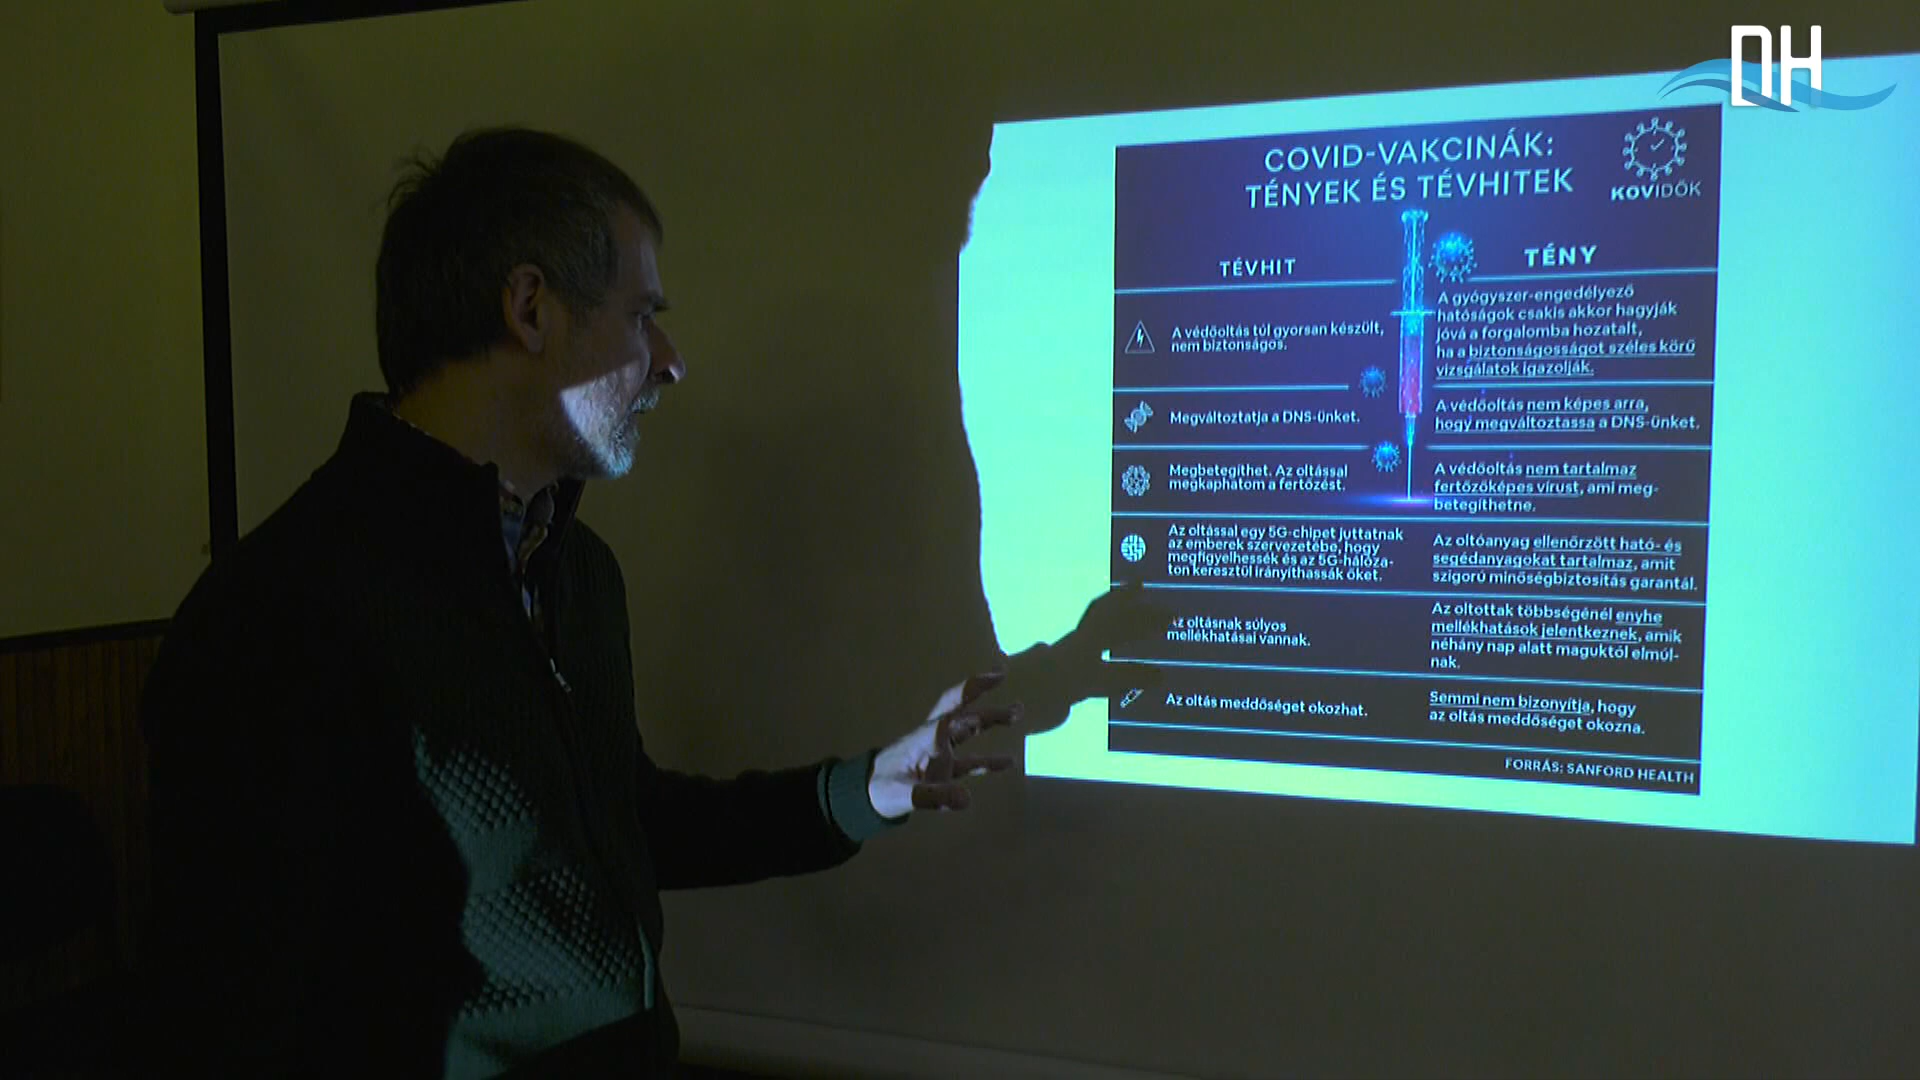 DH
COVID-VAKCINÁK:
TÉNYEK ÉS TÉVHITEK
KOVIDŐK
TÉVHIT
TÉNY
A védőoltás túl gyorsan készült,
nem biztonságos.
A gyógyszer-engedélyező
hatóságok csakis akkor hagyják
jóvá a forgalomba hozatalt,
ha a biztonságosságot széles körű
vizsgálatok igazolják.
Megváltoztatja a DNS-ünket.
A védőoltás nem képes arra,
hogy megváltoztassa a DNS-ünket.
Megbetegíthet. Az oltással
megkaphatom a fertőzést.
A védőoltás nem tartalmaz
fertőzőképes vírust, ami meg-
betegíthetne.
Az oltással egy 5G-chipet juttatnak
az emberek szervezetébe, hogy
megfigyelhessék és az 5G-hálóza-
ton keresztül irányíthassák őket.
Az oltóanyag ellenőrzött ható- és
segédanyagokat tartalmaz, amit
szigorú minőségbiztosítás garantál.
Az oltásnak súlyos
mellékhatásai vannak.
Az oltottak többségénél enyhe
mellékhatások jelentkeznek, amik
néhány nap alatt maguktól elmúl-
nak.
Az oltás meddőséget okozhat.
Semmi nem bizonyítja, hogy
az oltás meddőséget okozna.
FORRÁS: SANFORD HEALTH